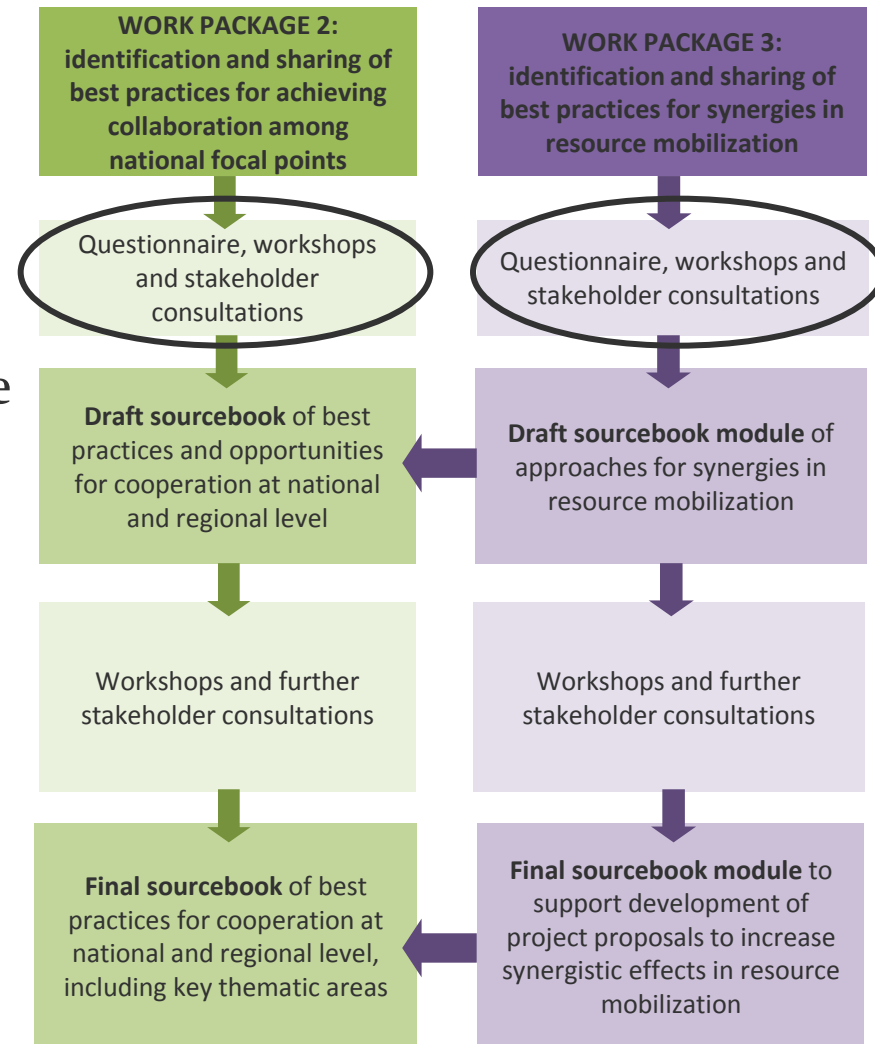 WORK PACKAGE 2:
identification and sharing of
best practices for achieving
collaboration among
national focal points
Questionnaire, workshops
and stakeholder
consultations
e
Draft sourcebook of best
practices and opportunities
for cooperation at national
and regional level
Workshops and further
stakeholder consultations
Final sourcebook of best
practices for cooperation at
national and regional level,
including key thematic areas
WORK PACKAGE 3:
identification and sharing of
best practices for synergies in
resource mobilization
Questionnaire, workshops and
stakeholder consultations
Draft sourcebook module of
approaches for synergies in
resource mobilization
Workshops and further
stakeholder consultations
Final sourcebook module to
support development of
project proposals to increase
synergistic effects in resource
mobilization